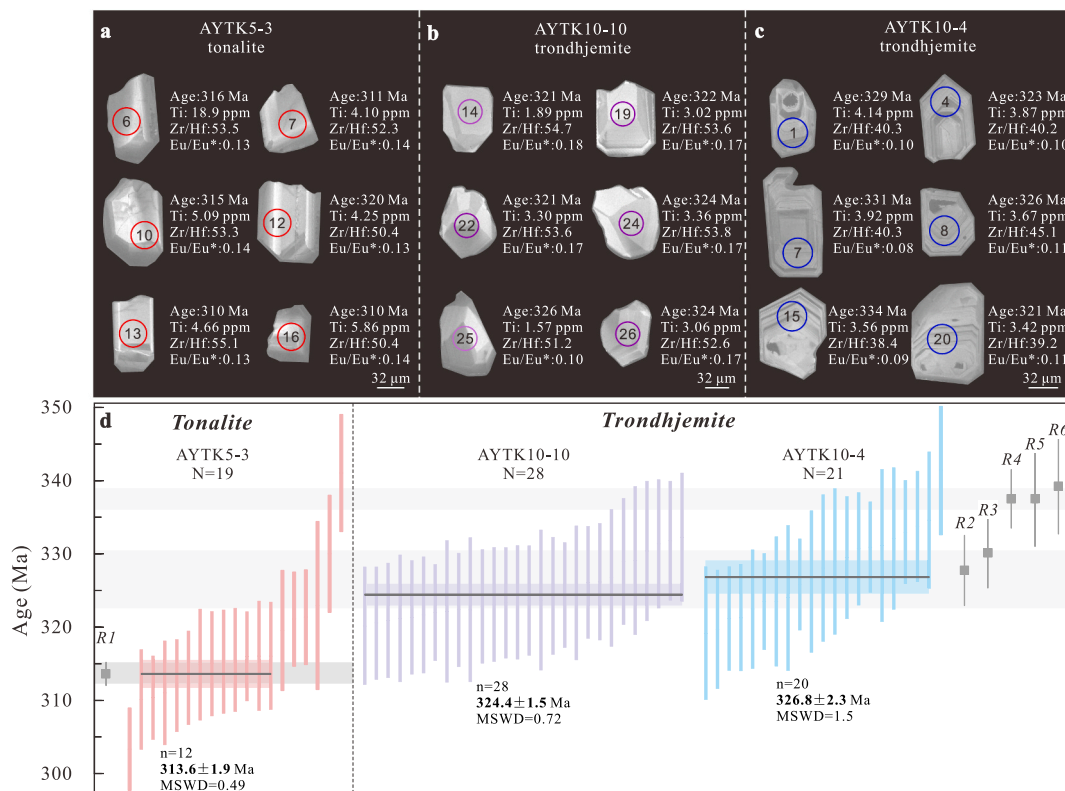 a
AYTK5-3
tonalite
6
Age:316 Ma
Ti: 18.9 ppm
Zr/Hf:53.5
Eu/Eu*:0.13
7
Age:311 Ma
Ti: 4.10 ppm
Zr/Hf:52.3
Eu/Eu*:0.14
10
Age:315 Ma
Ti: 5.09 ppm
Zr/Hf:53.3
Eu/Eu*:0.14
12
Age:320 Ma
Ti: 4.25 ppm
Zr/Hf:50.4
Eu/Eu*:0.13
13
Age:310 Ma
Ti: 4.66 ppm
Zr/Hf:55.1
Eu/Eu*:0.13
16
Age:310 Ma
Ti: 5.86 ppm
Zr/Hf:50.4
Eu/Eu*:0.14
32 µm
b
AYTK10-10
trondhjemite
14
Age:321 Ma
Ti: 1.89 ppm
Zr/Hf:54.7
Eu/Eu*:0.18
19
Age:322 Ma
Ti: 3.02 ppm
Zr/Hf:53.6
Eu/Eu*:0.17
22
Age:321 Ma
Ti: 3.30 ppm
Zr/Hf:53.6
Eu/Eu*:0.17
24
Age:324 Ma
Ti: 3.36 ppm
Zr/Hf:53.8
Eu/Eu*:0.17
25
Age:326 Ma
Ti: 1.57 ppm
Zr/Hf:51.2
Eu/Eu*:0.10
26
Age:324 Ma
Ti: 3.06 ppm
Zr/Hf:52.6
Eu/Eu*:0.17
32 µm
c
AYTK10-4
trondhjemite
1
Age:329 Ma
Ti: 4.14 ppm
Zr/Hf:40.3
Eu/Eu*:0.10
4
Age:323 Ma
Ti: 3.87 ppm
Zr/Hf:40.2
Eu/Eu*:0.10
7
Age:331 Ma
Ti: 3.92 ppm
Zr/Hf:40.3
Eu/Eu*:0.08
8
Age:326 Ma
Ti: 3.67 ppm
Zr/Hf:45.1
Eu/Eu*:0.11
15
Age:334 Ma
Ti: 3.56 ppm
Zr/Hf:38.4
Eu/Eu*:0.09
20
Age:321 Ma
Ti: 3.42 ppm
Zr/Hf:39.2
Eu/Eu*:0.11
32 µm
d
Tonalite
Trondhjemite
AYTK5-3
N=19
AYTK10-10
N=28
AYTK10-4
N=21
Age (Ma)
350
340
330
320
310
300
R1
R2
R3
R4
R5
R6
n=12
313.6±1.9 Ma
MSWD=0.49
n=28
324.4±1.5 Ma
MSWD=0.72
n=20
326.8±2.3 Ma
MSWD=1.5